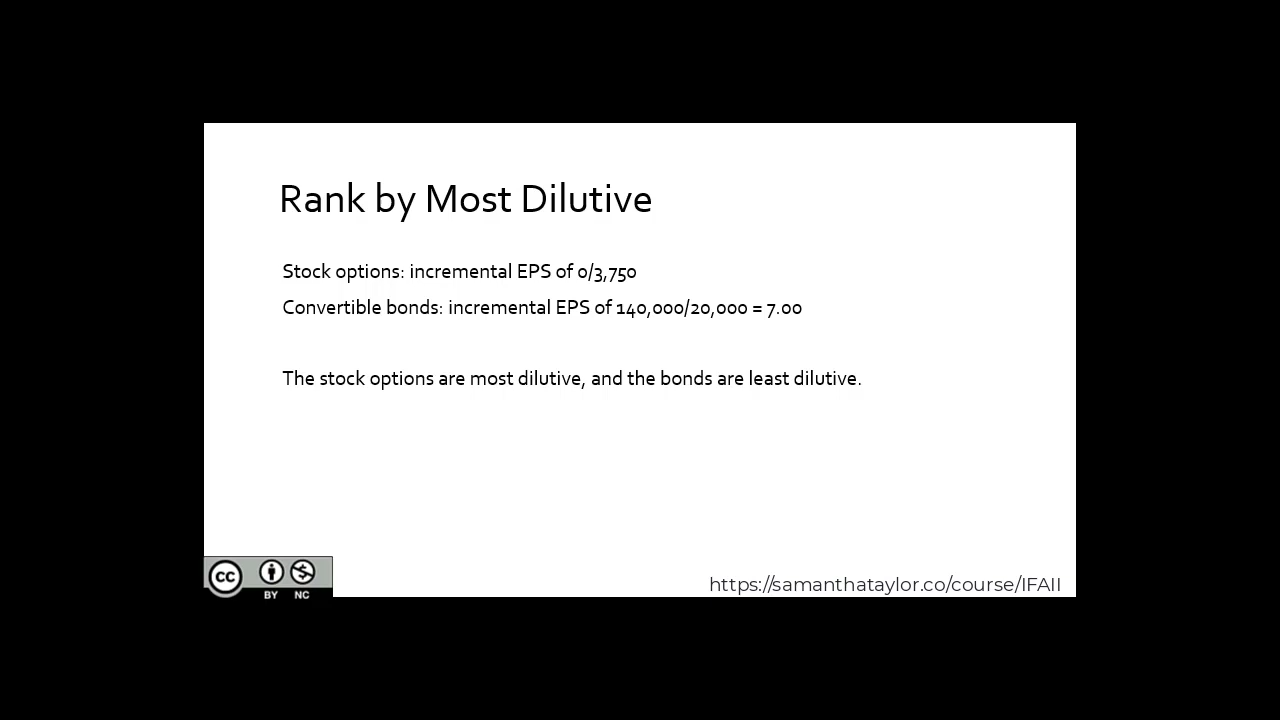 Rank by Most Dilutive
Stock options: incremental EPS of 0/3,750
Convertible bonds: incremental EPS of 140,000/20,000 = 7.00
The stock options are most dilutive, and the bonds are least dilutive.
cc
BY NC
https://samanthataylor.co/course/IFAII